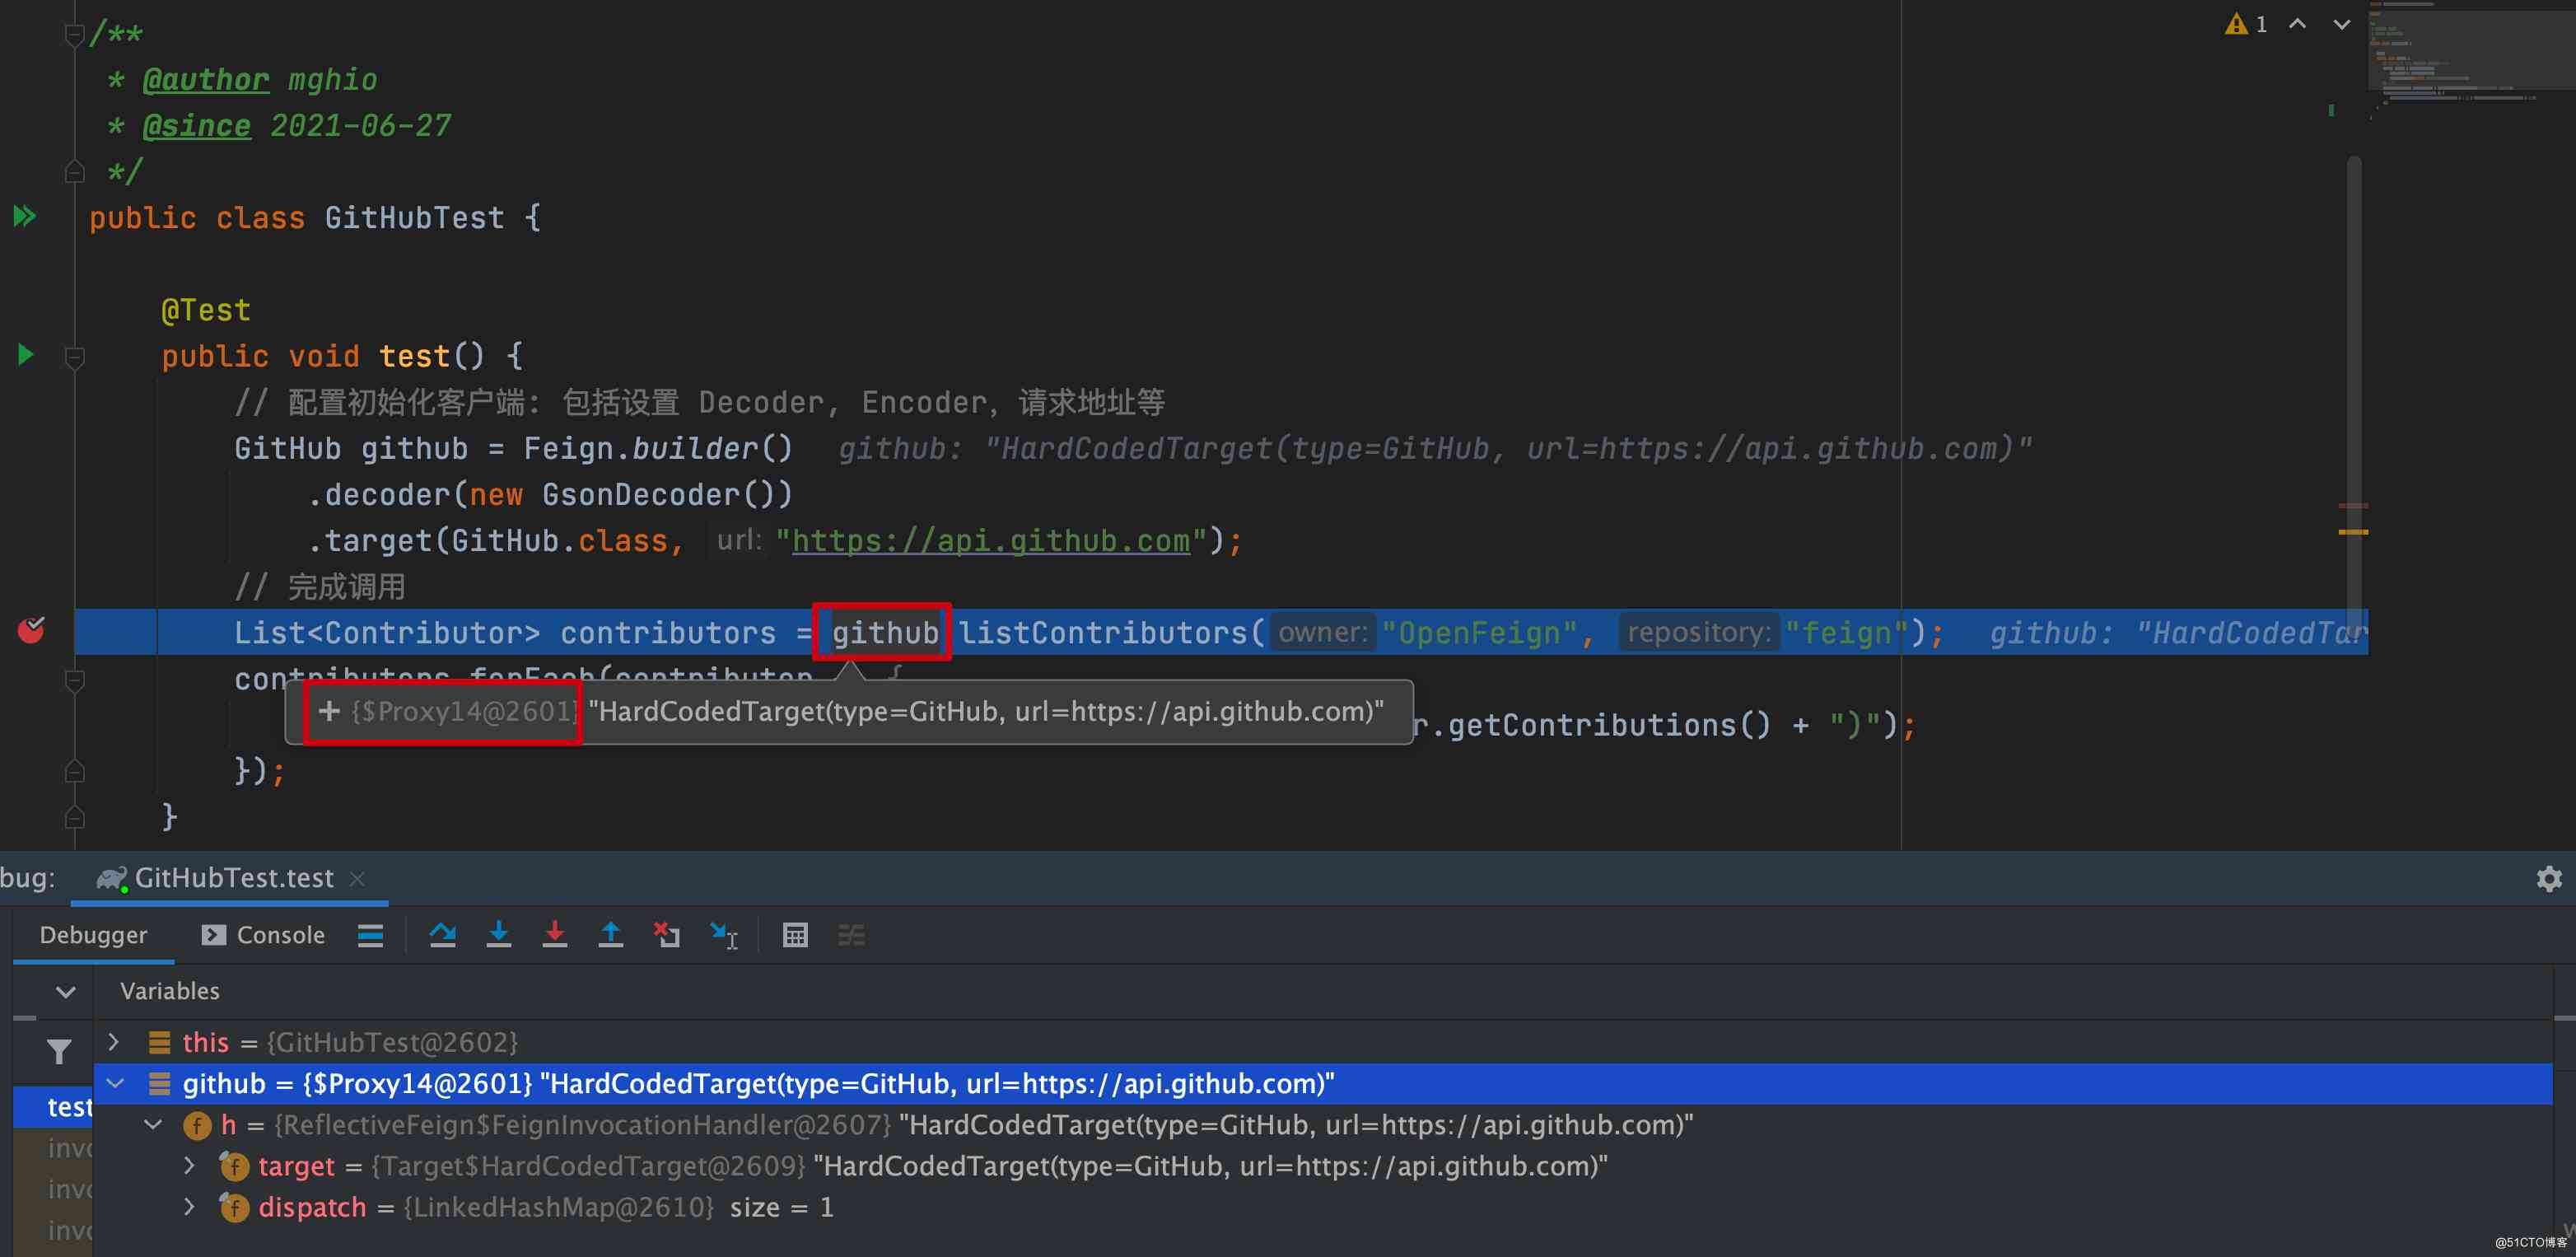 /**
* @author mghio
* @since 2021-06-27
*/
1
public class GitHubTest {
@Test
public void test() {
// 配置初始化客户端: 包括设置 Decoder, Encoder, 请求地址等
GitHub github = Feign.builder() github: "HardCodedTarget(type=GitHub, url=https://api.github.com)"
.decoder(new GsonDecoder())
.target(GitHub.class, url: "https://api.github.com");
// 完成调用
List<Contributor> contributors = github listContributors( owner: "OpenFeign", repository: "feign"); github: "HardCodedTar
contributors.forEach(contributor {
+ {$Proxy14@2601} "HardCodedTarget(type=GitHub, url=https://api.github.com)" r.getContributions() + ")");
});
}
bug: GitHubTest.test
Debugger Console
Variables
this = {GitHubTest@2602}
github = {$Proxy14@2601} "HardCodedTarget(type=GitHub, url=https://api.github.com)"
test
h = {ReflectiveFeign$FeignInvocationHandler@2607} "HardCodedTarget(type=GitHub, url=https://api.github.com)"
invo
target = {Target$HardCodedTarget@2609} "HardCodedTarget(type=GitHub, url=https://api.github.com)"
invo
dispatch = {LinkedHashMap@2610} size = 1
invo
@51CTO博客